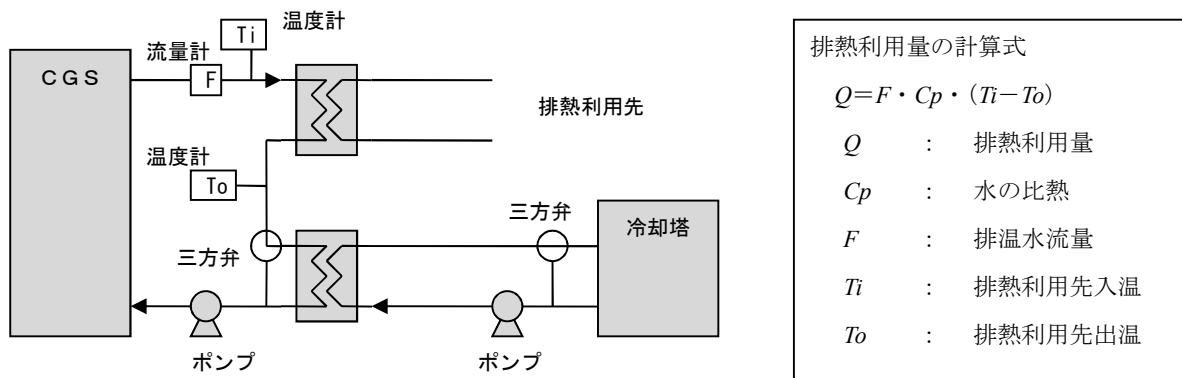 Ti
温度計
流量計
CGS
F
排熱利用先
温度計
To
三方弁
冷却塔
三方弁
ポンプ
ポンプ
排熱利用量の計算式
Q=F・Cp・(Ti－To)
Q : 排熱利用量
Cp : 水の比熱
F : 排温水流量
Ti : 排熱利用先入温
To : 排熱利用先出温